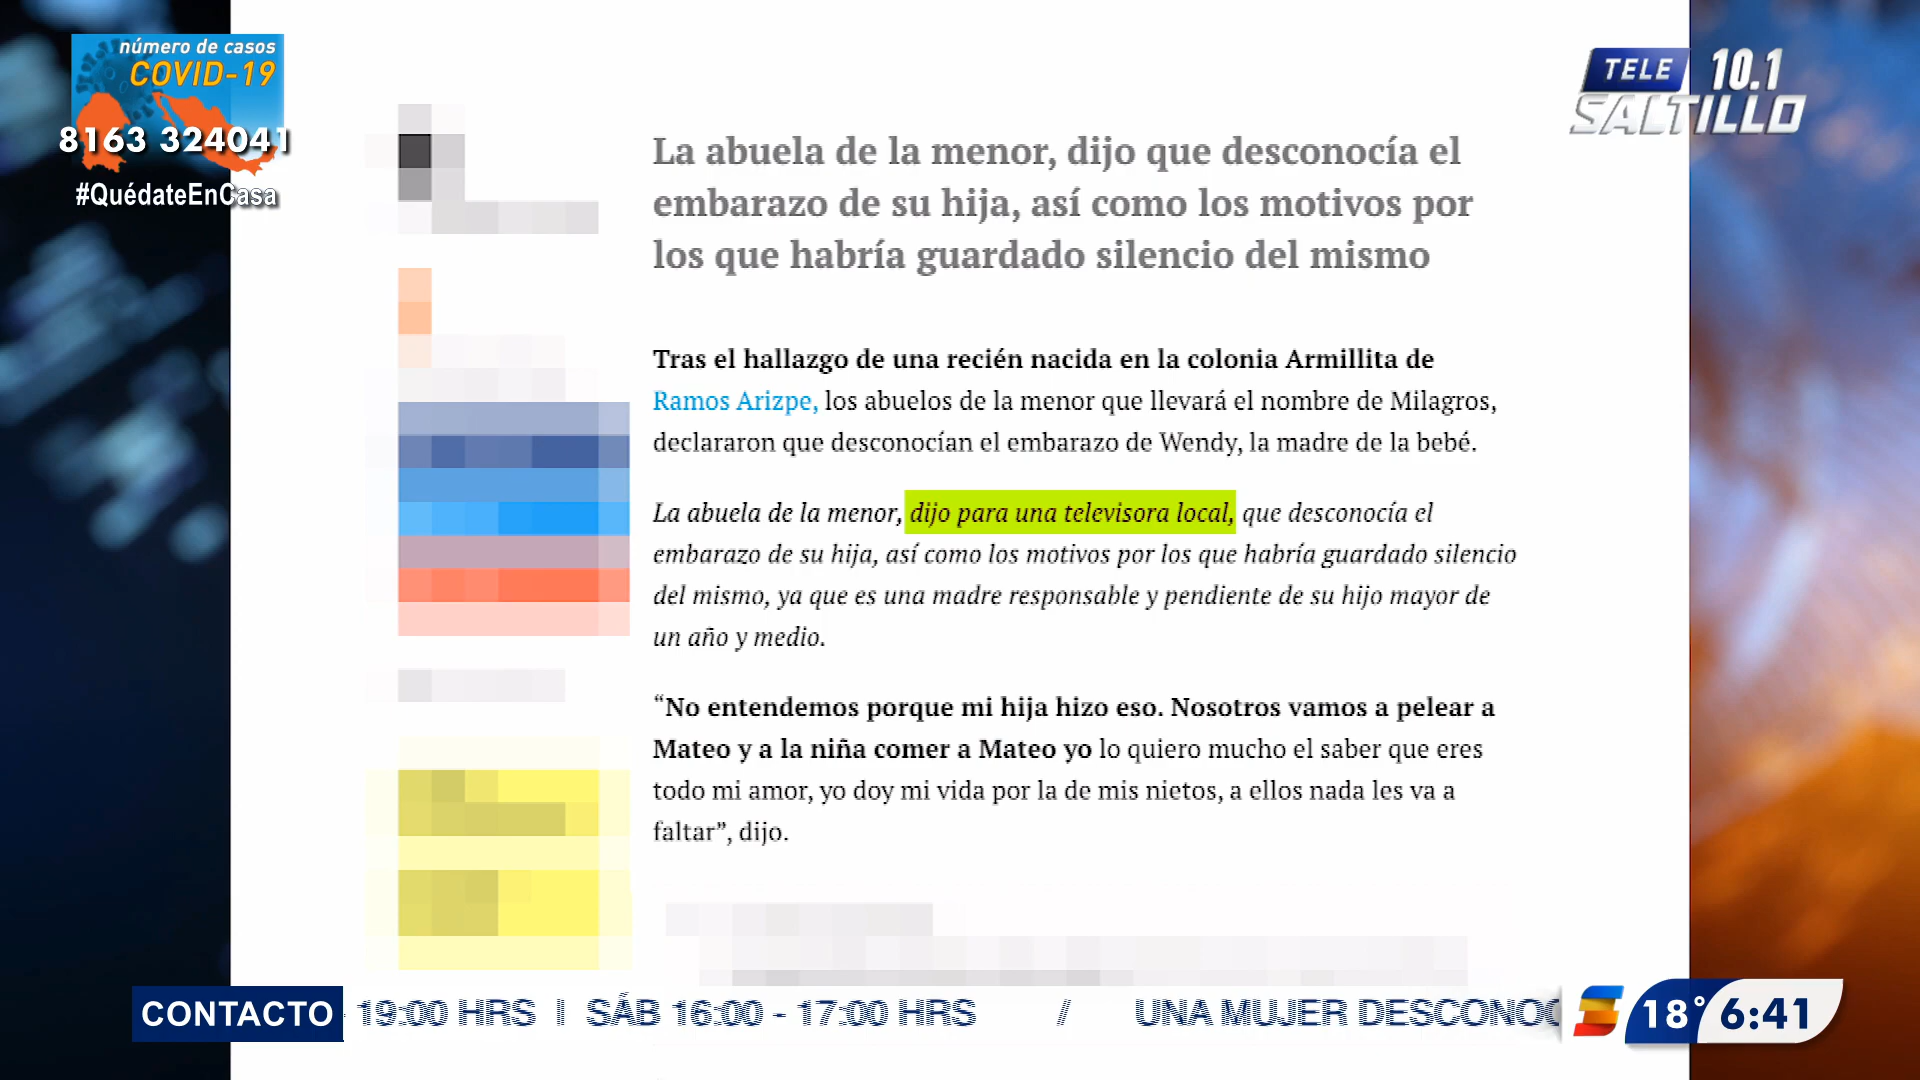 número de casos
COVID-19
8163 324041
#QuédateEnCasa
TELE 10.1
SALTILLO
La abuela de la menor, dijo que desconocía el
embarazo de su hija, así como los motivos por
los que habría guardado silencio del mismo
Tras el hallazgo de una recién nacida en la colonia Armillita de
Ramos Arizpe, los abuelos de la menor que llevará el nombre de Milagros,
declararon que desconocían el embarazo de Wendy, la madre de la bebé.
La abuela de la menor, dijo para una televisora local, que desconocía el
embarazo de su hija, así como los motivos por los que habría guardado silencio
del mismo, ya que es una madre responsable y pendiente de su hijo mayor de
un año y medio.
“No entendemos porque mi hija hizo eso. Nosotros vamos a pelear a
Mateo y a la niña comer a Mateo yo lo quiero mucho el saber que eres
todo mi amor, yo doy mi vida por la de mis nietos, a ellos nada les va a
faltar”, dijo.
CONTACTO 19:00 HRS | SÁB 16:00 - 17:00 HRS / UNA MUJER DESCONOC
18° 6:41